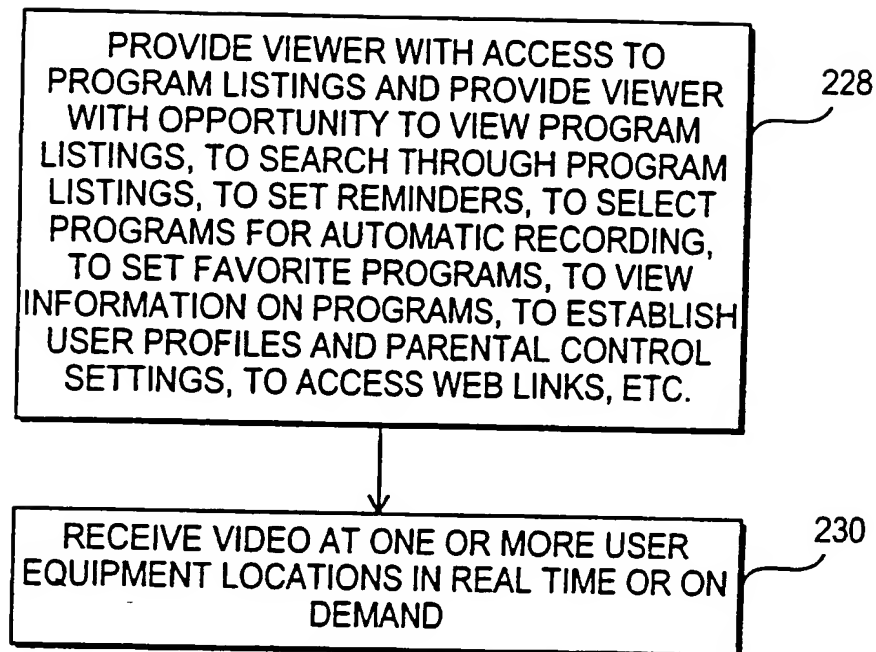 PROVIDE VIEWER WITH ACCESS TO
PROGRAM LISTINGS AND PROVIDE VIEWER
WITH OPPORTUNITY TO VIEW PROGRAM
LISTINGS, TO SEARCH THROUGH PROGRAM
LISTINGS, TO SET REMINDERS, TO SELECT
PROGRAMS FOR AUTOMATIC RECORDING,
TO SET FAVORITE PROGRAMS, TO VIEW
INFORMATION ON PROGRAMS, TO ESTABLISH
USER PROFILES AND PARENTAL CONTROL
SETTINGS, TO ACCESS WEB LINKS, ETC.
228
RECEIVE VIDEO AT ONE OR MORE USER
EQUIPMENT LOCATIONS IN REAL TIME OR ON
DEMAND
230